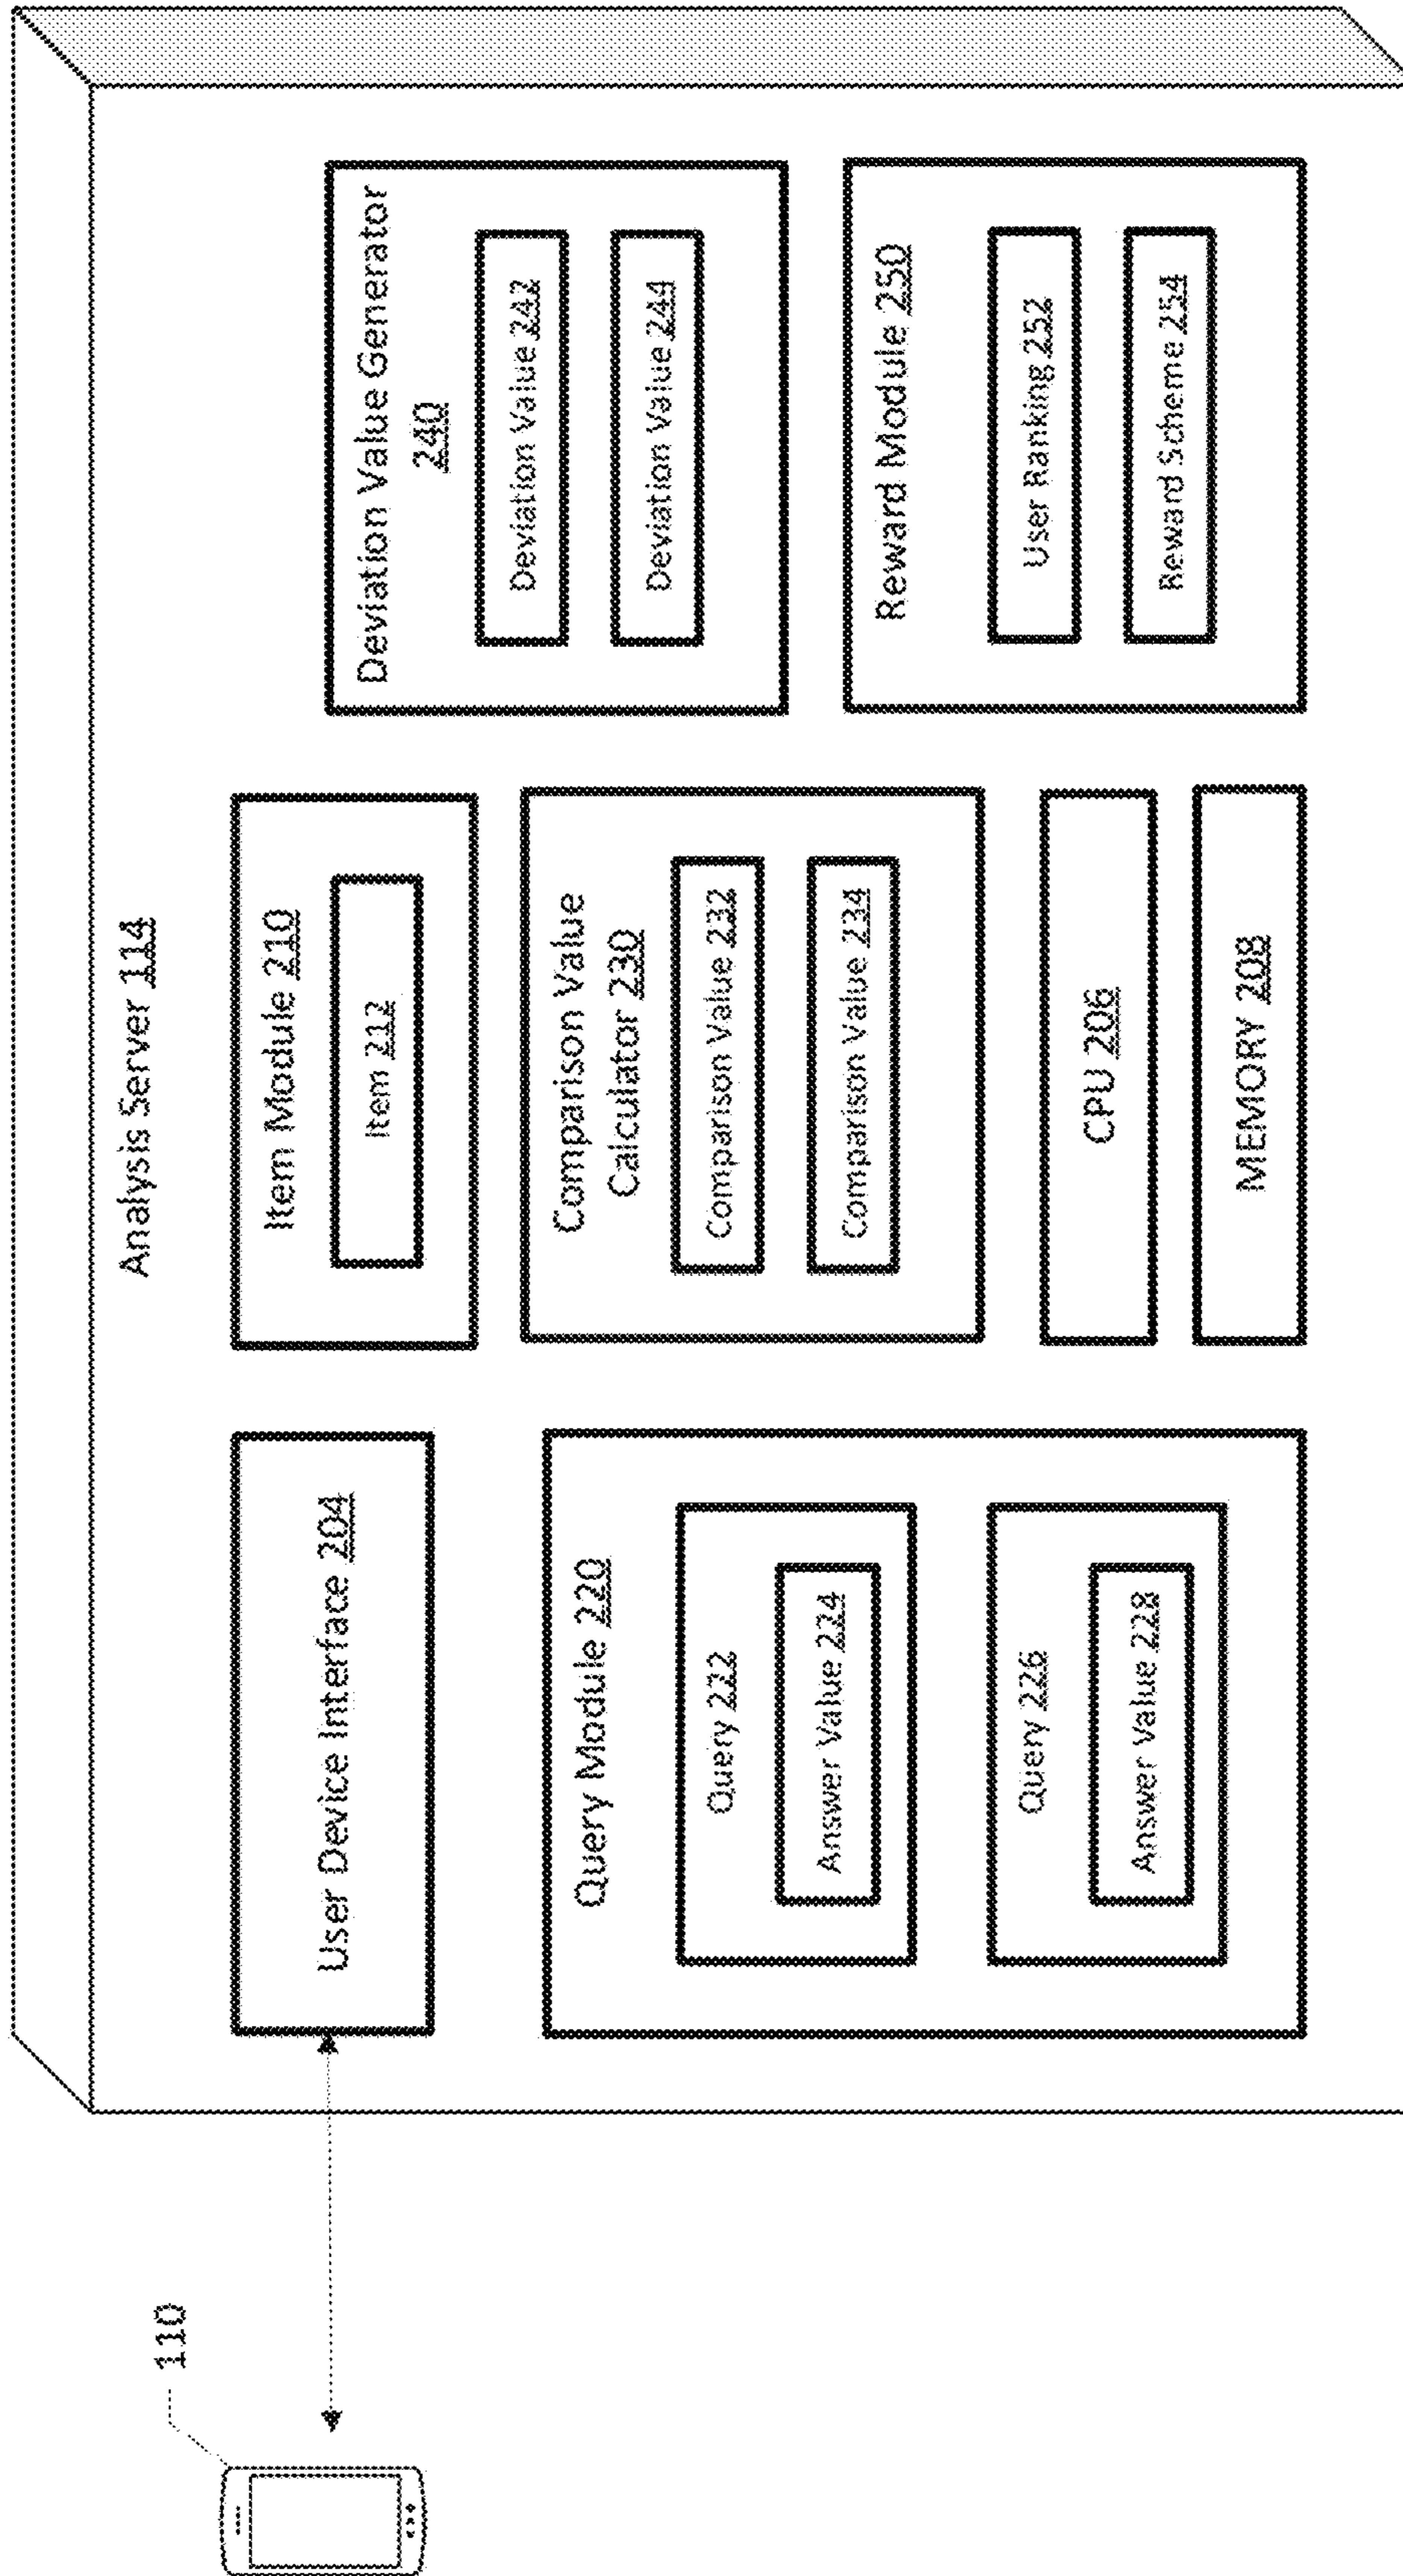 110
Analysis Server 114
User Device Interface 204
Query Module 220
Query 222
Answer Value 224
Query 226
Answer Value 228
Item Module 210
Item 212
Comparison Value
Calculator 230
Comparison Value 232
Comparison Value 234
CPU 206
MEMORY 208
Deviation Value Generator
240
Deviation Value 242
Deviation Value 244
Reward Module 250
User Ranking 252
Reward Scheme 254